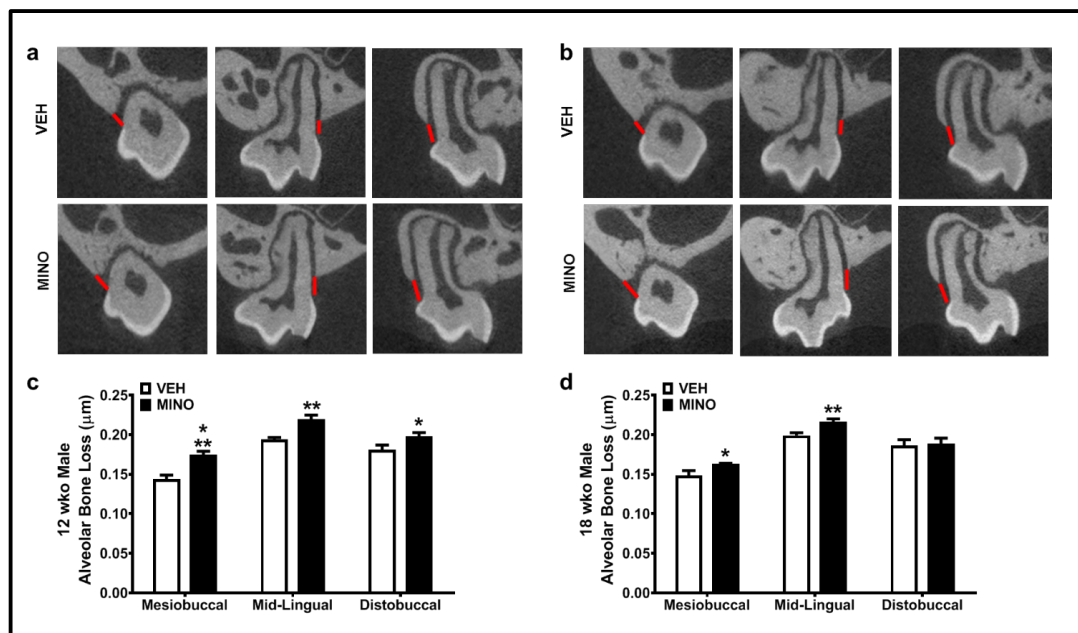 a
VEH
MINO
b
VEH
MINO
c
VEH
MINO
12 wko Male
Alveolar Bone Loss (μm)
0.25
0.20
0.15
0.10
0.05
0.00
*
**
**
*
Mesiobuccal Mid-Lingual Distobuccal
d
VEH
MINO
18 wko Male
Alveolar Bone Loss (μm)
0.25
0.20
0.15
0.10
0.05
0.00
*
**
Mesiobuccal Mid-Lingual Distobuccal